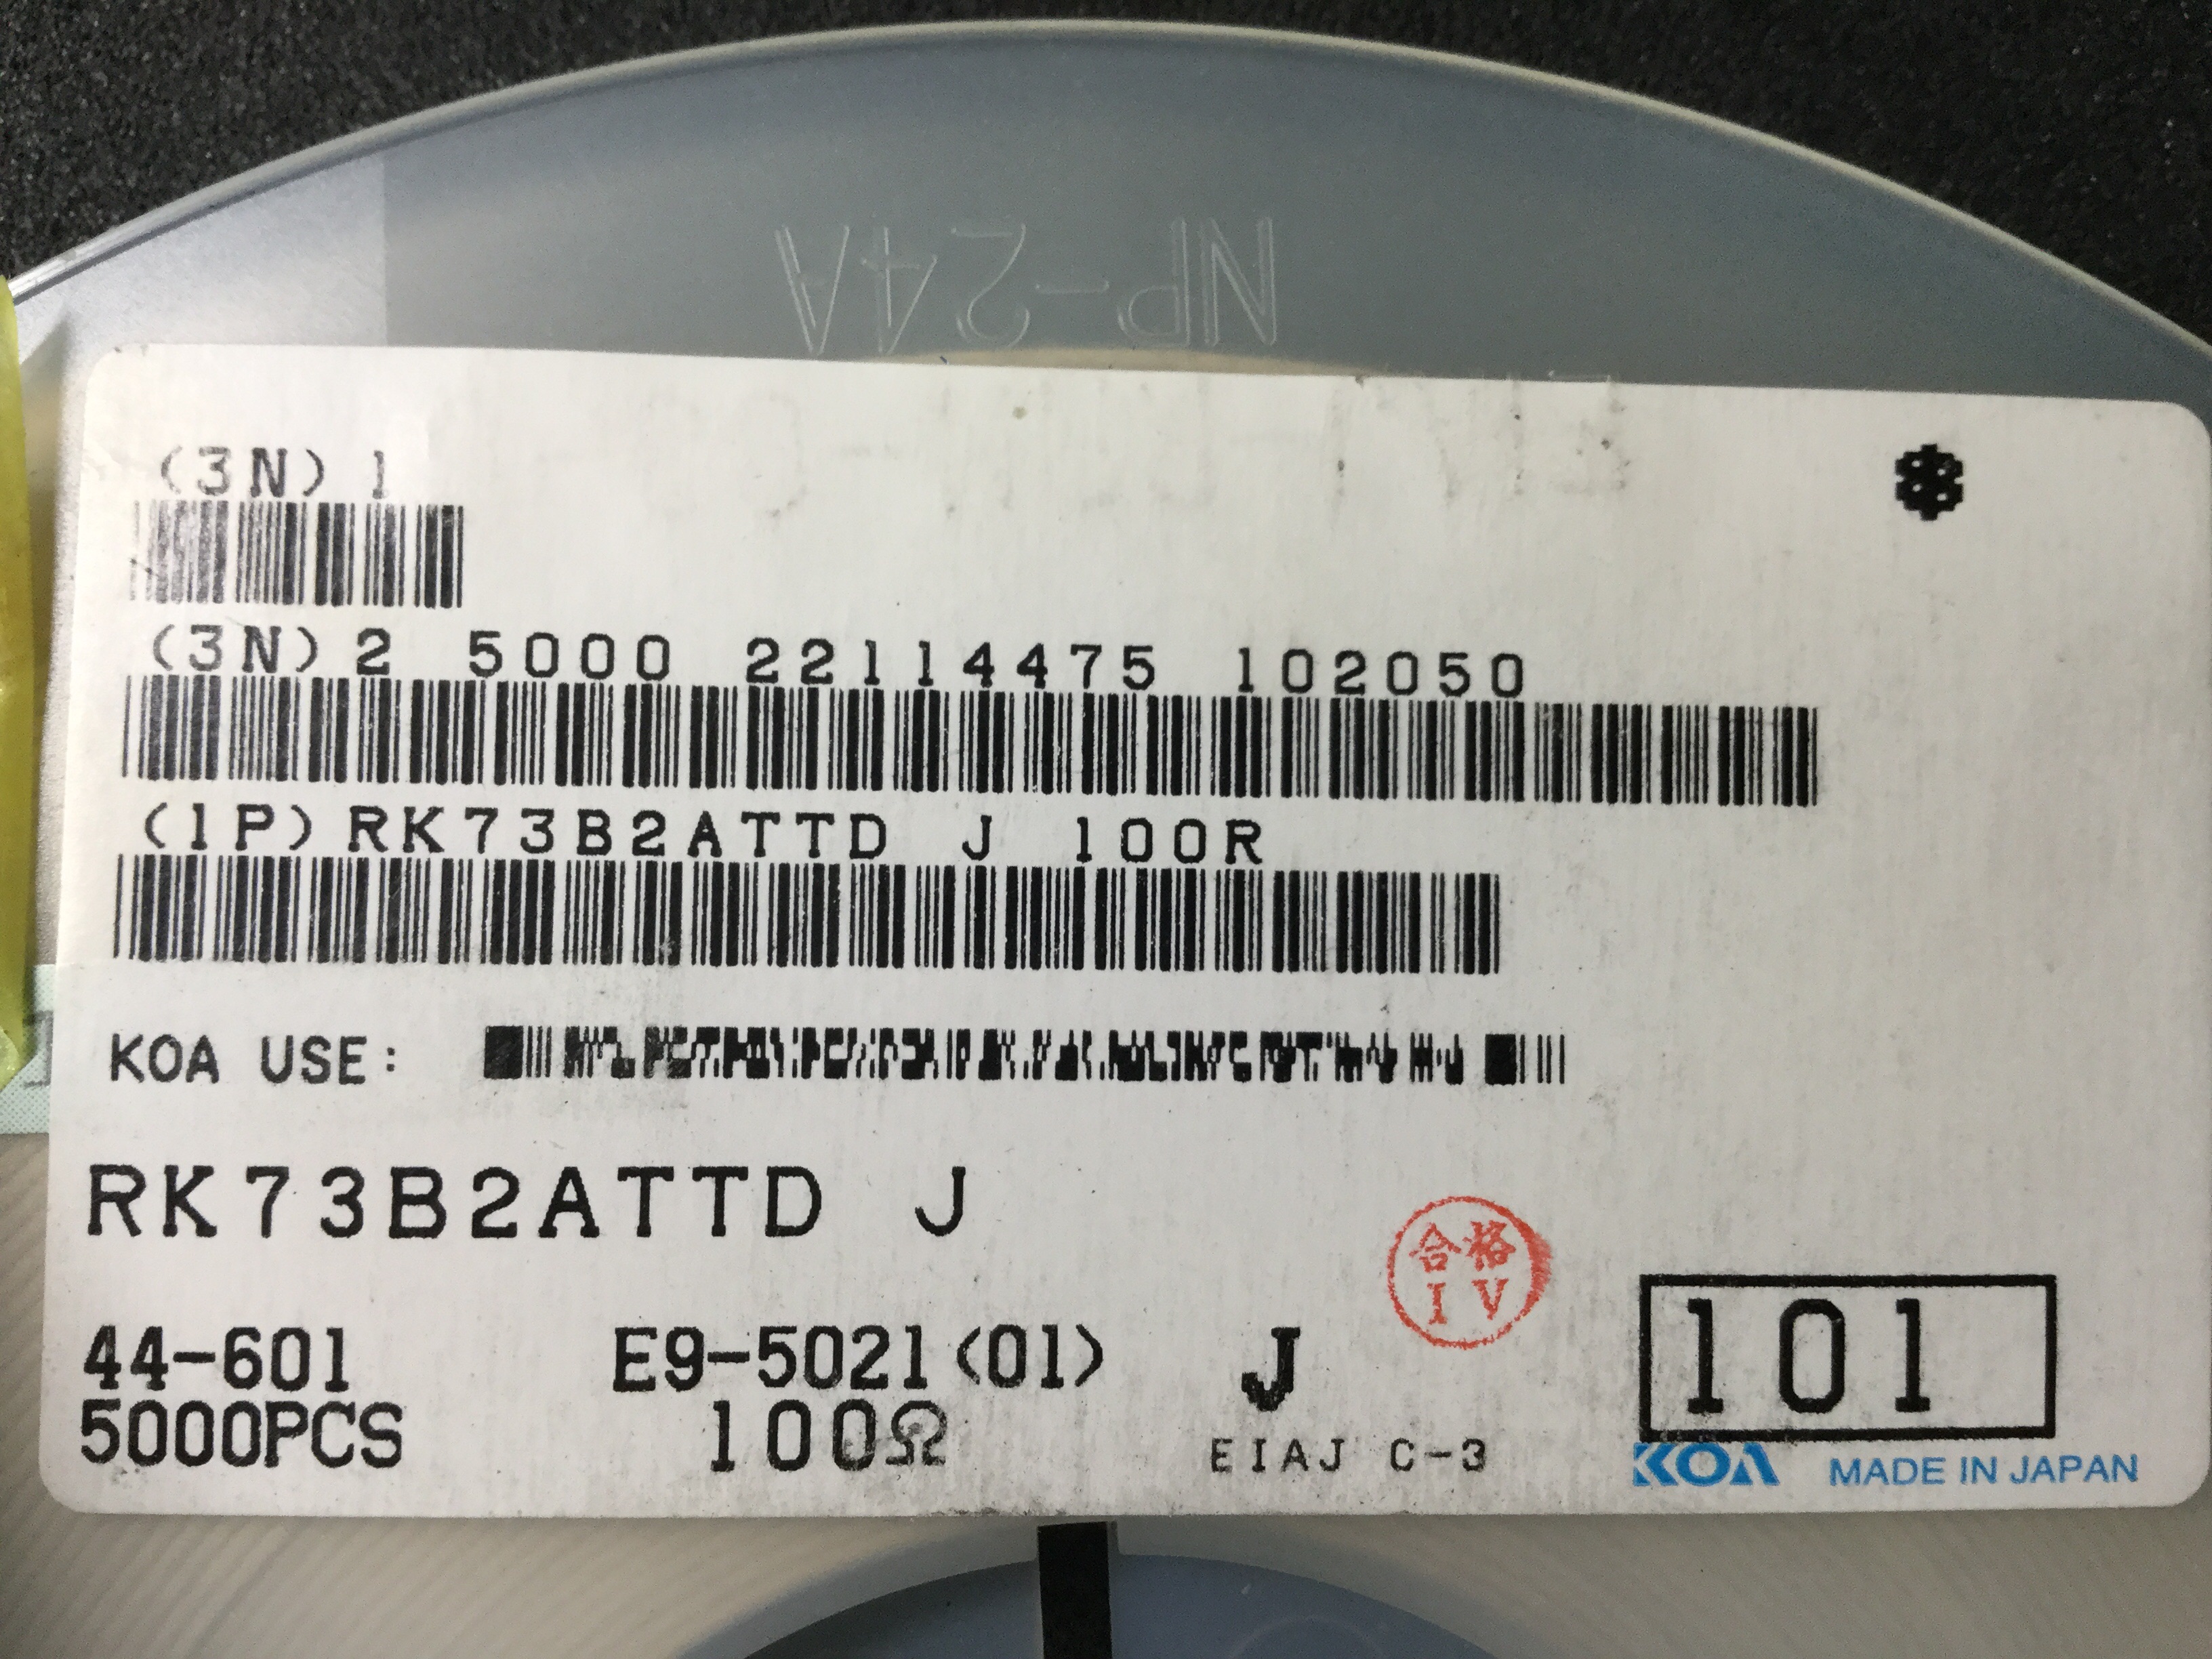 NP-24A
(3N) 1
*
(3N) 2 5000 22114475 102050
(1P) RK73B2ATTD J 100R
KOA USE:
RK73B2ATTD J
合格
IV
44-601 E9-5021(01) J 101
5000PCS 100Ω EIAJ C-3
KOA MADE IN JAPAN